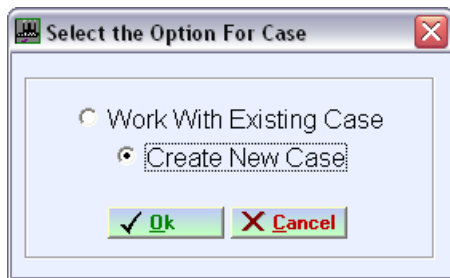 Select the Option For Case
Work With Existing Case
Create New Case
Ok Cancel